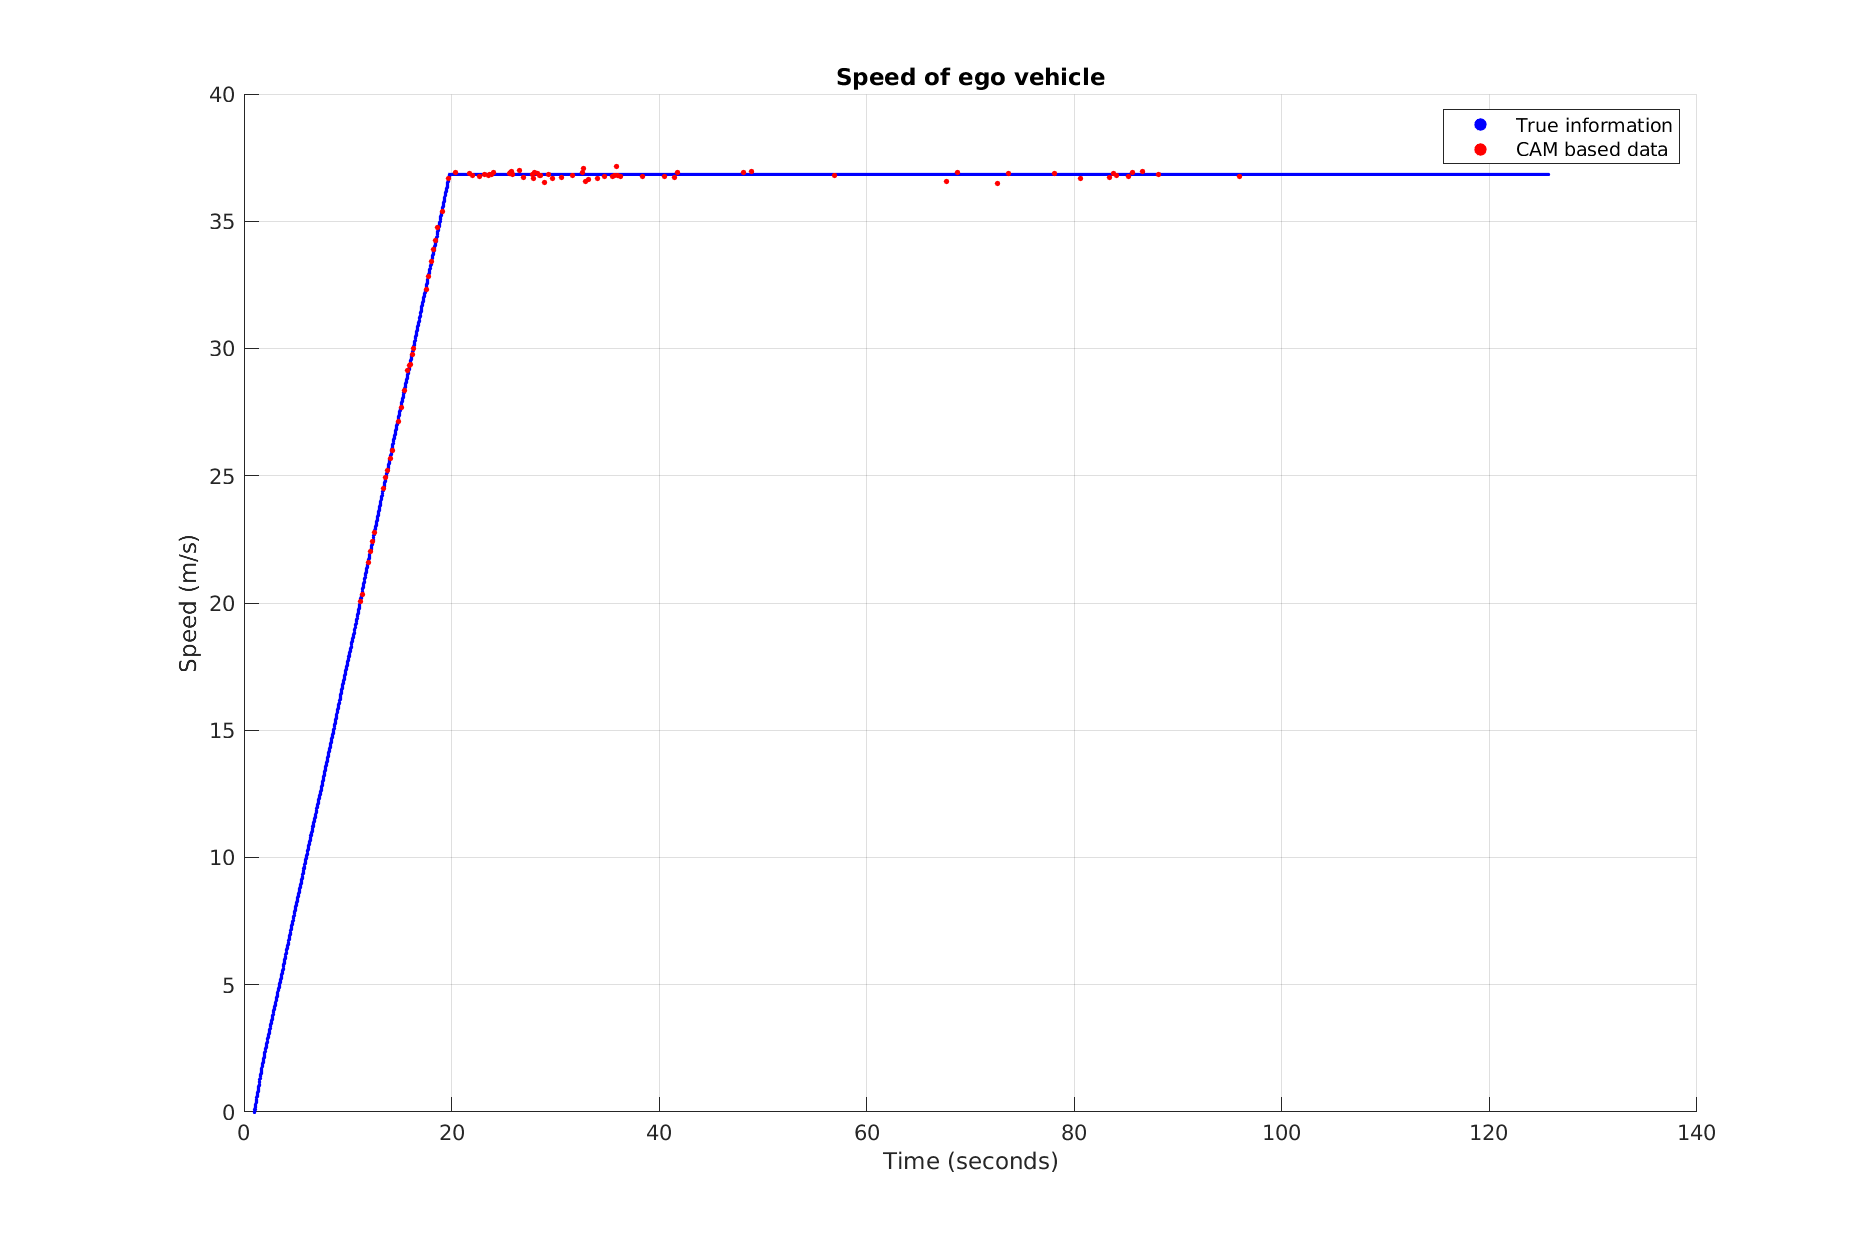 Speed of ego vehicle
True information
CAM based data
40
35
30
25
20
15
10
5
0
Speed (m/s)
0 20 40 60 80 100 120 140
Time (seconds)